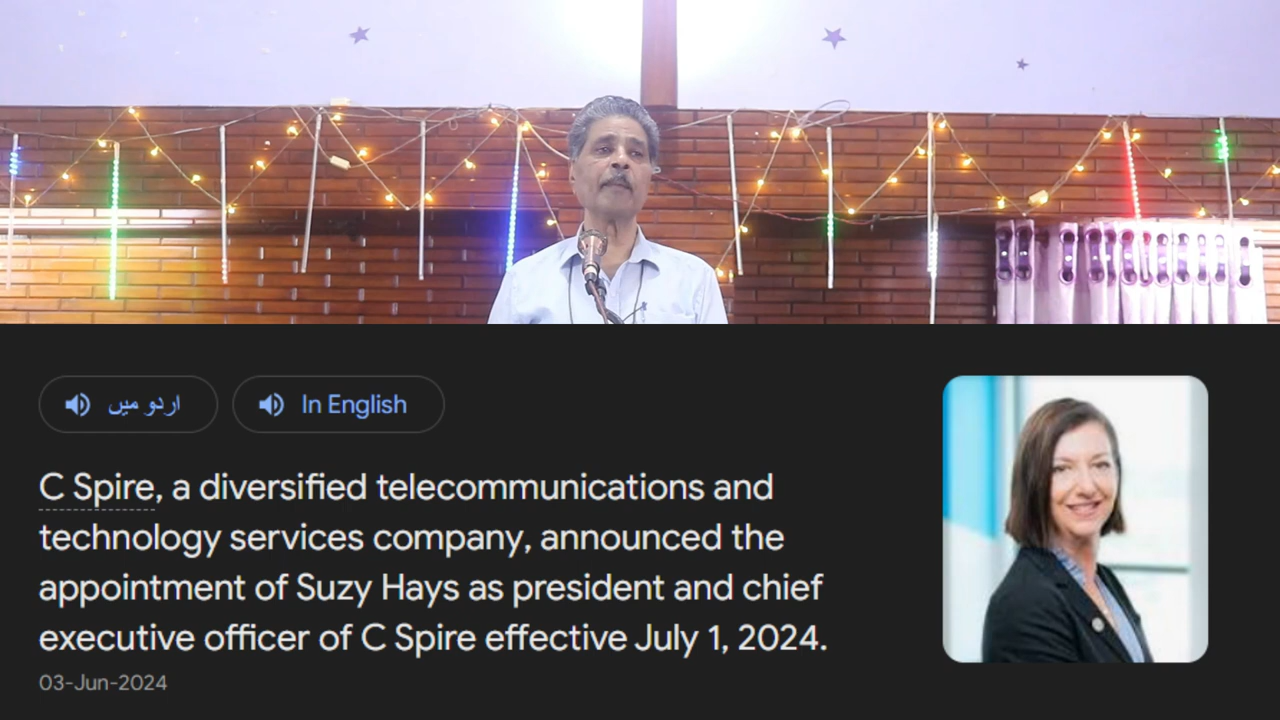 اردو میں
In English
C Spire, a diversified telecommunications and
technology services company, announced the
appointment of Suzy Hays as president and chief
executive officer of C Spire effective July 1, 2024.
03-Jun-2024